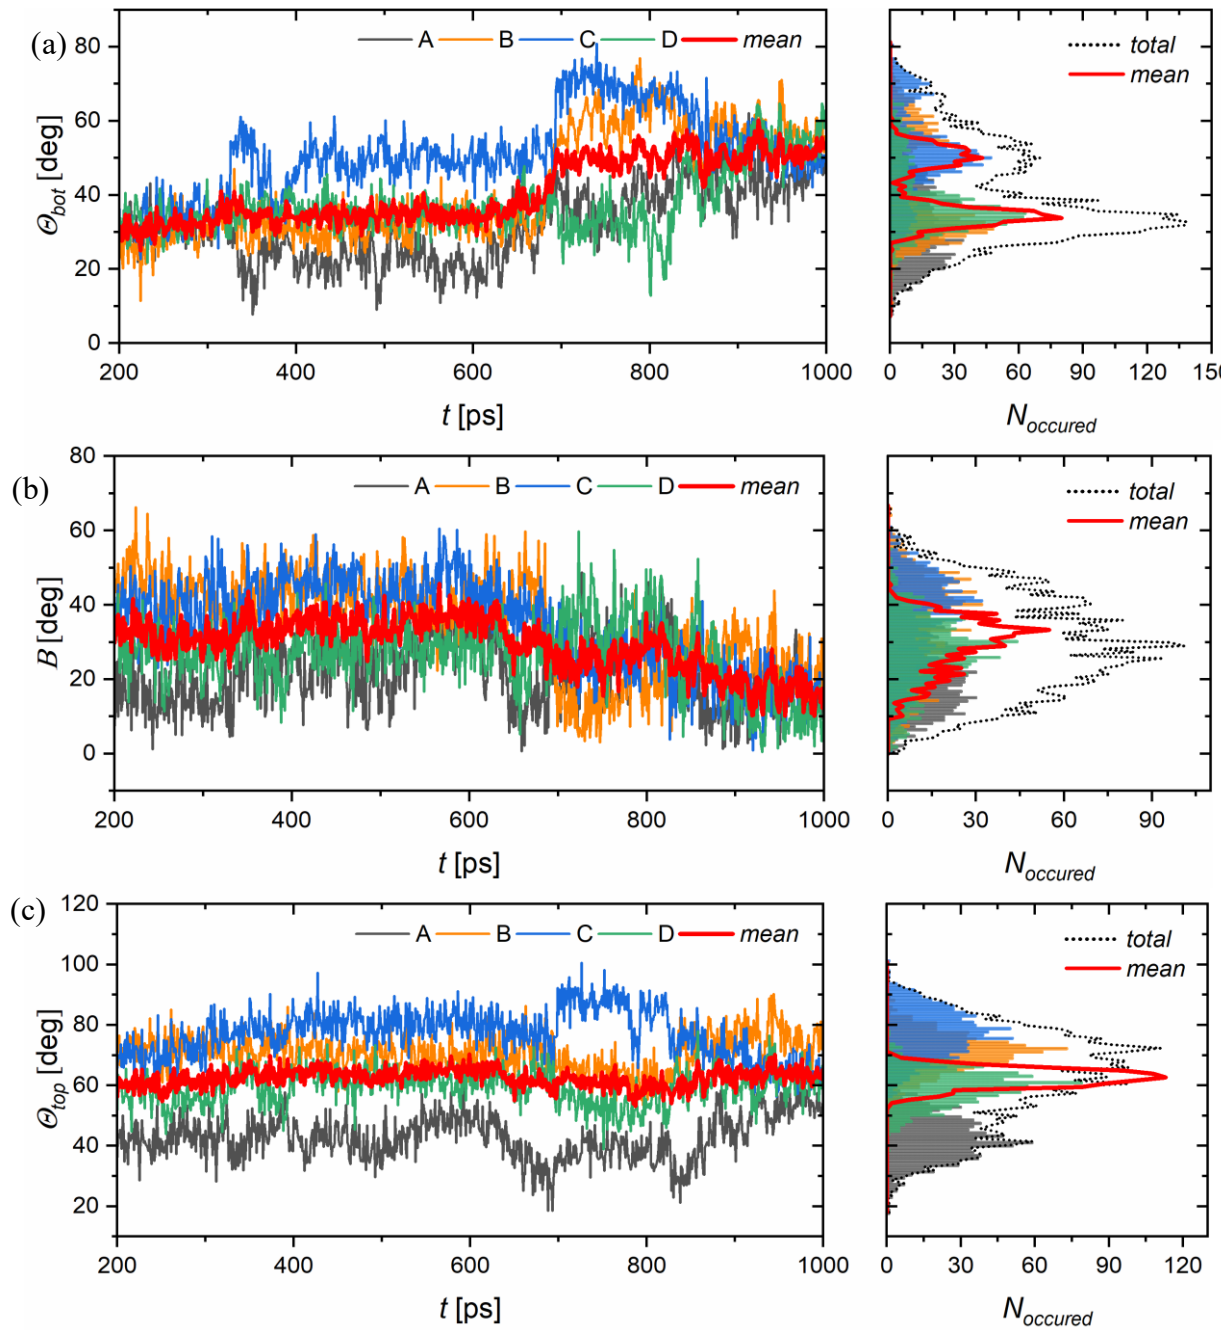 (a)
A B C D mean
total
mean
80
60
40
20
0
Θbot [deg]
200 400 600 800 1000
t [ps]
0 30 60 90 120 150
Noccured
(b)
A B C D mean
total
mean
80
60
40
20
0
B [deg]
200 400 600 800 1000
t [ps]
0 30 60 90
Noccured
(c)
A B C D mean
total
mean
120
100
80
60
40
20
Θtop [deg]
200 400 600 800 1000
t [ps]
0 30 60 90 120
Noccured